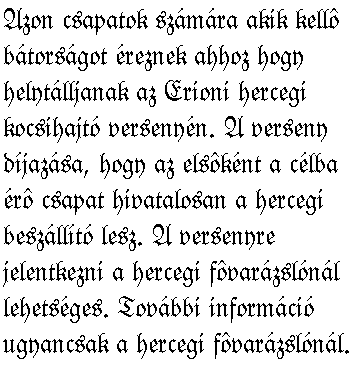 Azon csapatok számára akik kellô
bátorságot éreznek ahhoz hogy
helytálljanak az Erioni hercegi
kocsihajtó versenyén. A verseny
díjazása, hogy az elsôként a célba
érô csapat hivatalosan a hercegi
beszállító lesz. A versenyre
jelentkezni a hercegi fôvarázslónál
lehetséges. További információ
ugyancsak a hercegi fôvarázslónál.